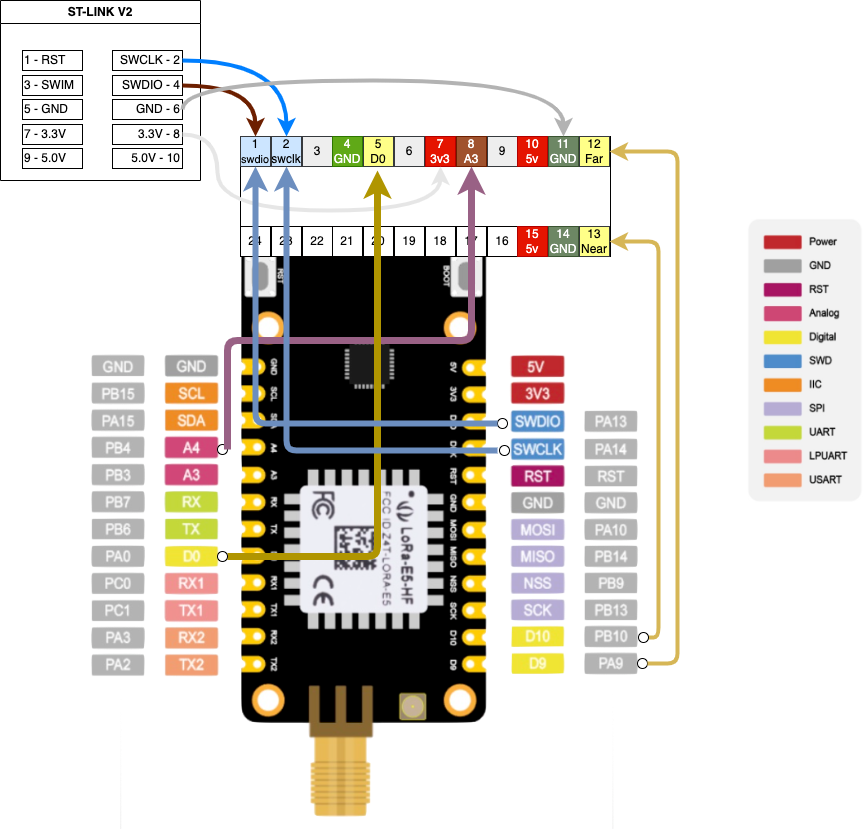 ST-LINK V2
1 - RST
SWCLK - 2
3 - SWIM
SWDIO - 4
5 - GND
GND - 6
7 - 3.3V
3.3V - 8
9 - 5.0V
5.0V - 10
1 swdio
2 swclk
3
4 GND
5 D0
6
7 3v3
8 A3
9
10 5v
11 GND
12 Far
24
23
22
21
20
19
18
17
16
15 5v
14 GND
13 Near
RST
BOOT
GND
SCL
A4
A3
RX
TX
RX1
TX1
RX2
TX2
5V
3V3
RST
GND
MOSI
MISO
NSS
SCK
D10
D9
FC
FCC ID:Z4T-LORA-E5
LoRa-E5-HF
CE
GND GND
PB15 SCL
PA15 SDA
PB4 A4
PB3 A3
PB7 RX
PB6 TX
PA0 D0
PC0 RX1
PC1 TX1
PA3 RX2
PA2 TX2
5V
3V3
SWDIO PA13
SWCLK PA14
RST RST
GND GND
MOSI PA10
MISO PB14
NSS PB9
SCK PB13
D10 PB10
D9 PA9
Power
GND
RST
Analog
Digital
SWD
IIC
SPI
UART
LPUART
USART